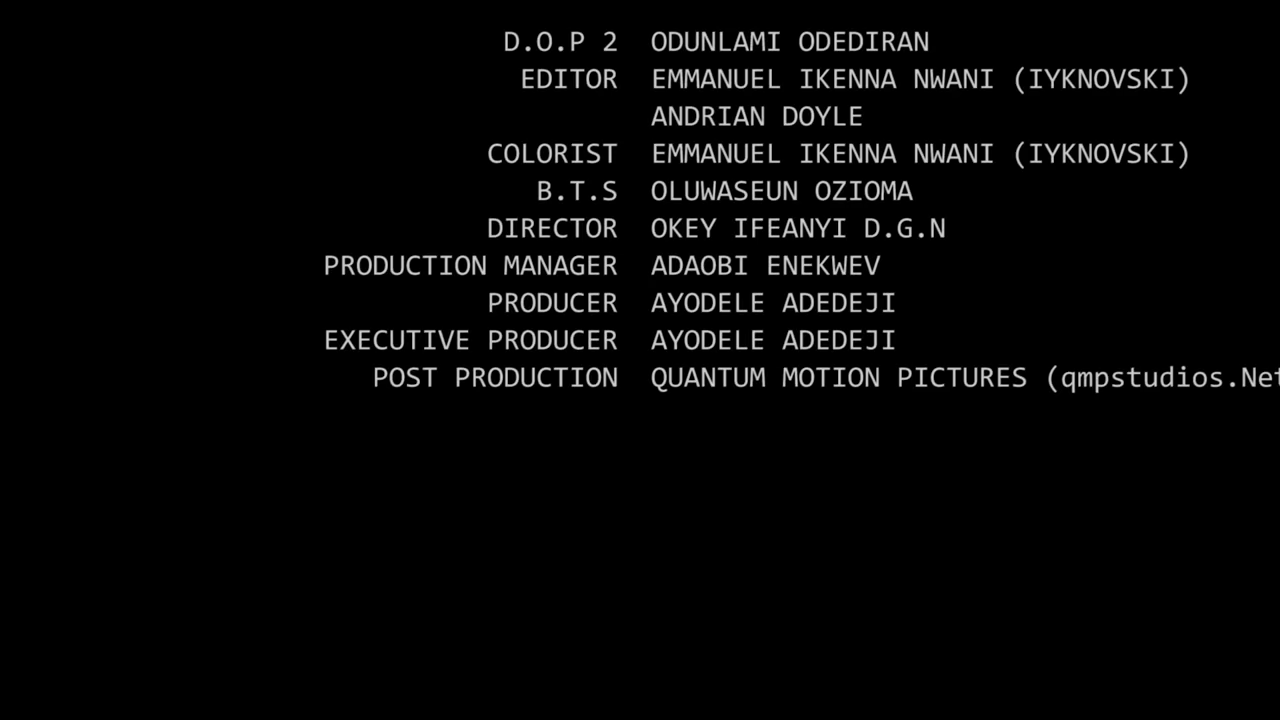 D.O.P 2 ODUNLAMI ODEDIRAN
EDITOR EMMANUEL IKENNA NWANI (IYKNOVSKI)
ANDRIAN DOYLE
COLORIST EMMANUEL IKENNA NWANI (IYKNOVSKI)
B.T.S OLUWASEUN OZIOMA
DIRECTOR OKEY IFEANYI D.G.N
PRODUCTION MANAGER ADAOBI ENEKWEV
PRODUCER AYODELE ADEDEJI
EXECUTIVE PRODUCER AYODELE ADEDEJI
POST PRODUCTION QUANTUM MOTION PICTURES (qmpstudios.Net